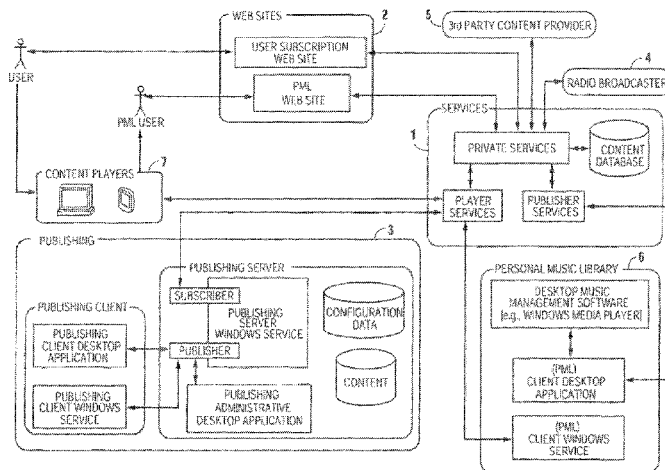 WEB SITES
2
5
3rd PARTY CONTENT PROVIDER
USER SUBSCRIPTION
WEB SITE
4
USER
PML
WEB SITE
RADIO BROADCASTER
SERVICES
PML USER
1
PRIVATE SERVICES
CONTENT
DATABASE
CONTENT PLAYERS
7
PLAYER
SERVICES
PUBLISHER
SERVICES
PUBLISHING
3
PERSONAL MUSIC LIBRARY
6
PUBLISHING SERVER
DESKTOP MUSIC
MANAGEMENT SOFTWARE
[e.g., WINDOWS MEDIA PLAYER]
SUBSCRIBER
PUBLISHING
SERVER
WINDOWS SERVICE
CONFIGURATION
DATA
PUBLISHING CLIENT
PUBLISHING
CLIENT DESKTOP
APPLICATION
PUBLISHER
(PML)
CLIENT DESKTOP
APPLICATION
CONTENT
PUBLISHING
CLIENT WINDOWS
SERVICE
PUBLISHING
ADMINISTRATIVE
DESKTOP APPLICATION
(PML)
CLIENT WINDOWS
SERVICE